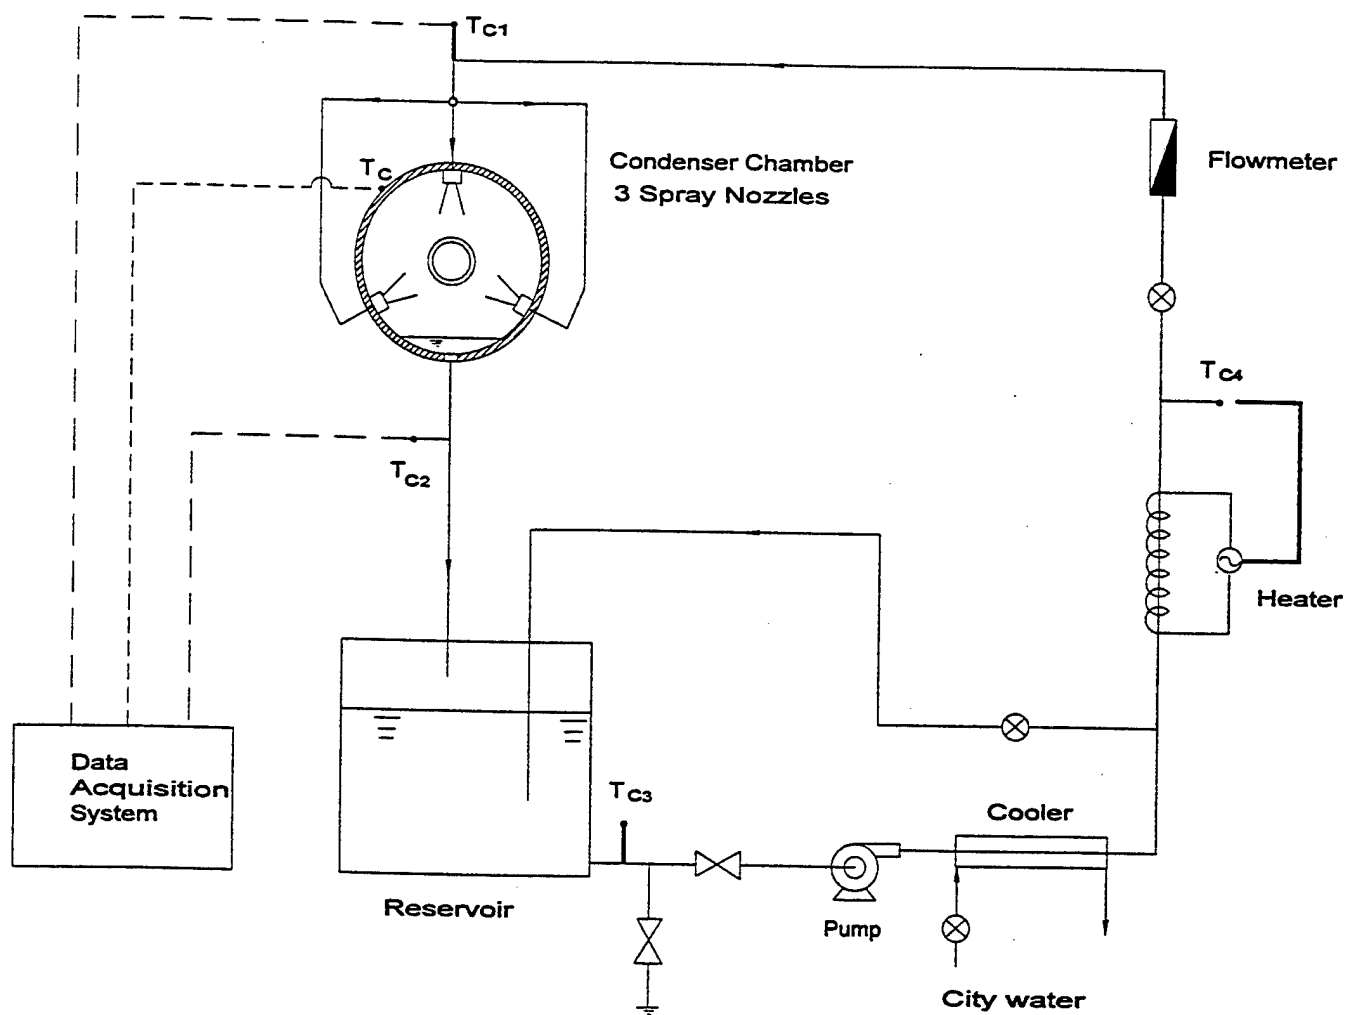 TC1
Condenser Chamber
3 Spray Nozzles
Flowmeter
TC
TC4
TC2
Heater
Data
Acquisition
System
TC3
Cooler
Reservoir
Pump
City water